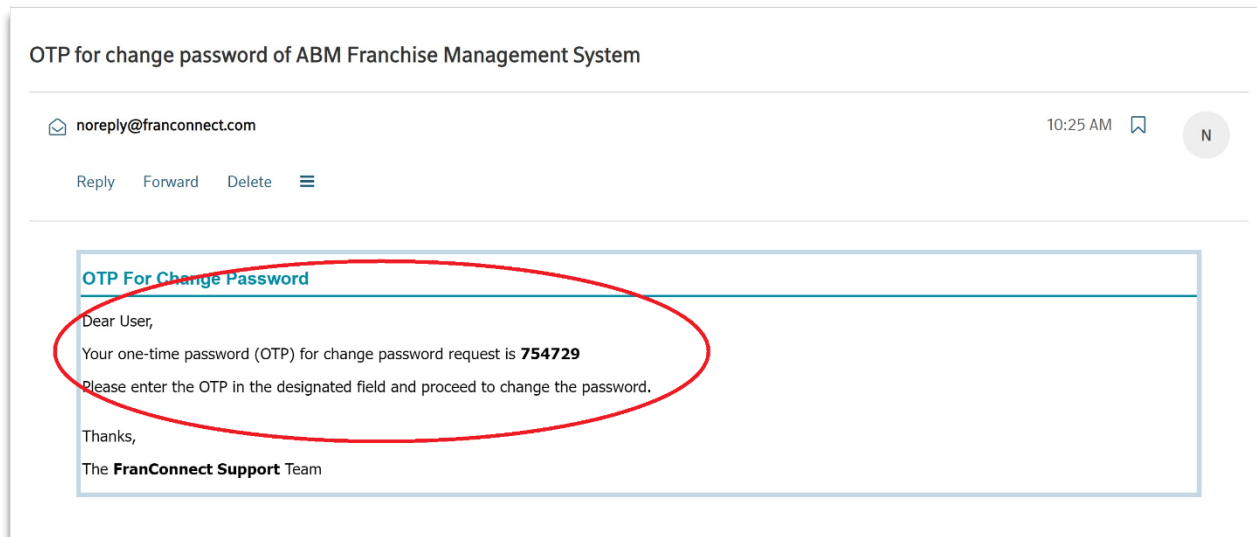 OTP for change password of ABM Franchise Management System
noreply@franconnect.com
10:25 AM
N
Reply Forward Delete
OTP For Change Password
Dear User,
Your one-time password (OTP) for change password request is 754729
Please enter the OTP in the designated field and proceed to change the password.
Thanks,
The FranConnect Support Team